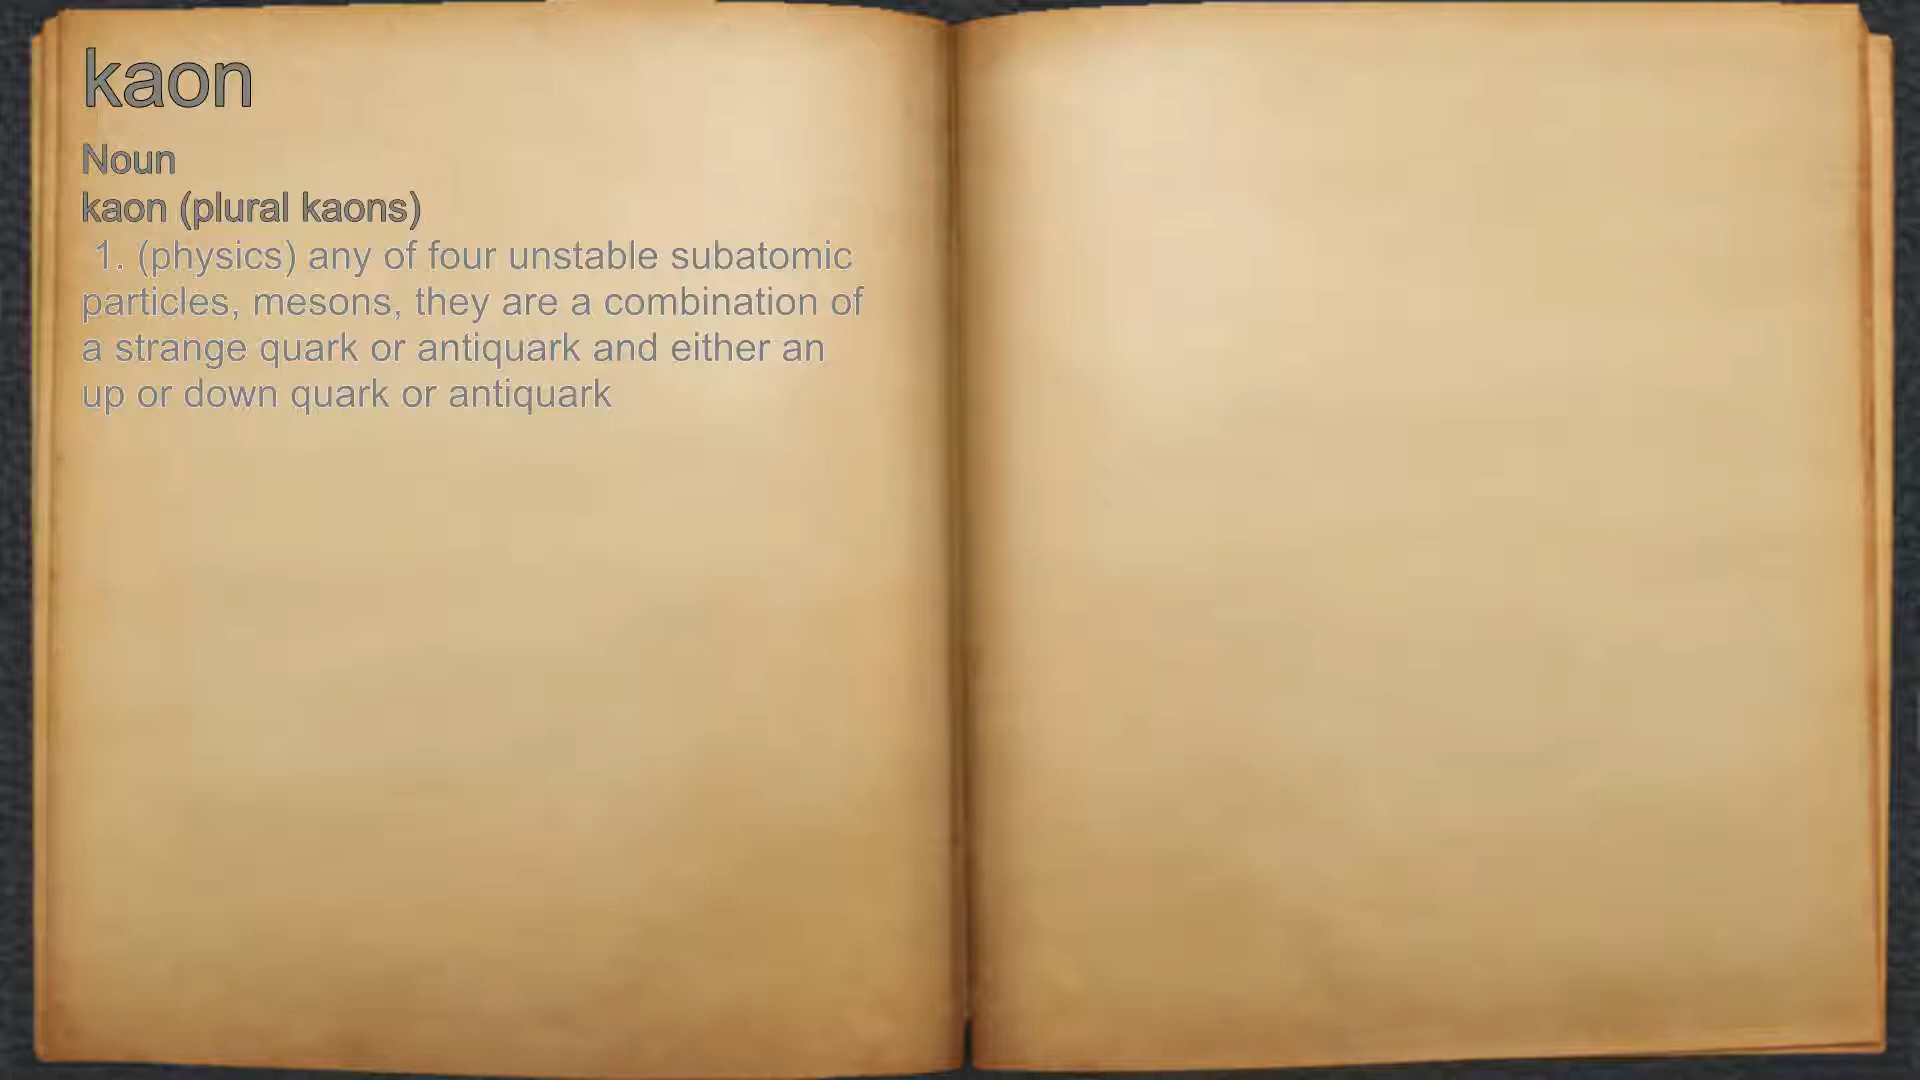 kaon
Noun
kaon (plural kaons)
1. (physics) any of four unstable subatomic
particles, mesons, they are a combination of
a strange quark or antiquark and either an
up or down quark or antiquark